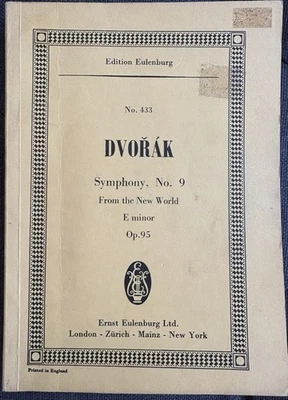 Edition Eulenburg
No. 433
DVOŘÁK
Symphony, No. 9
From the New World
E minor
Op.95
Ernst Eulenburg Ltd.
London - Zürich - Mainz - New York
Printed in England